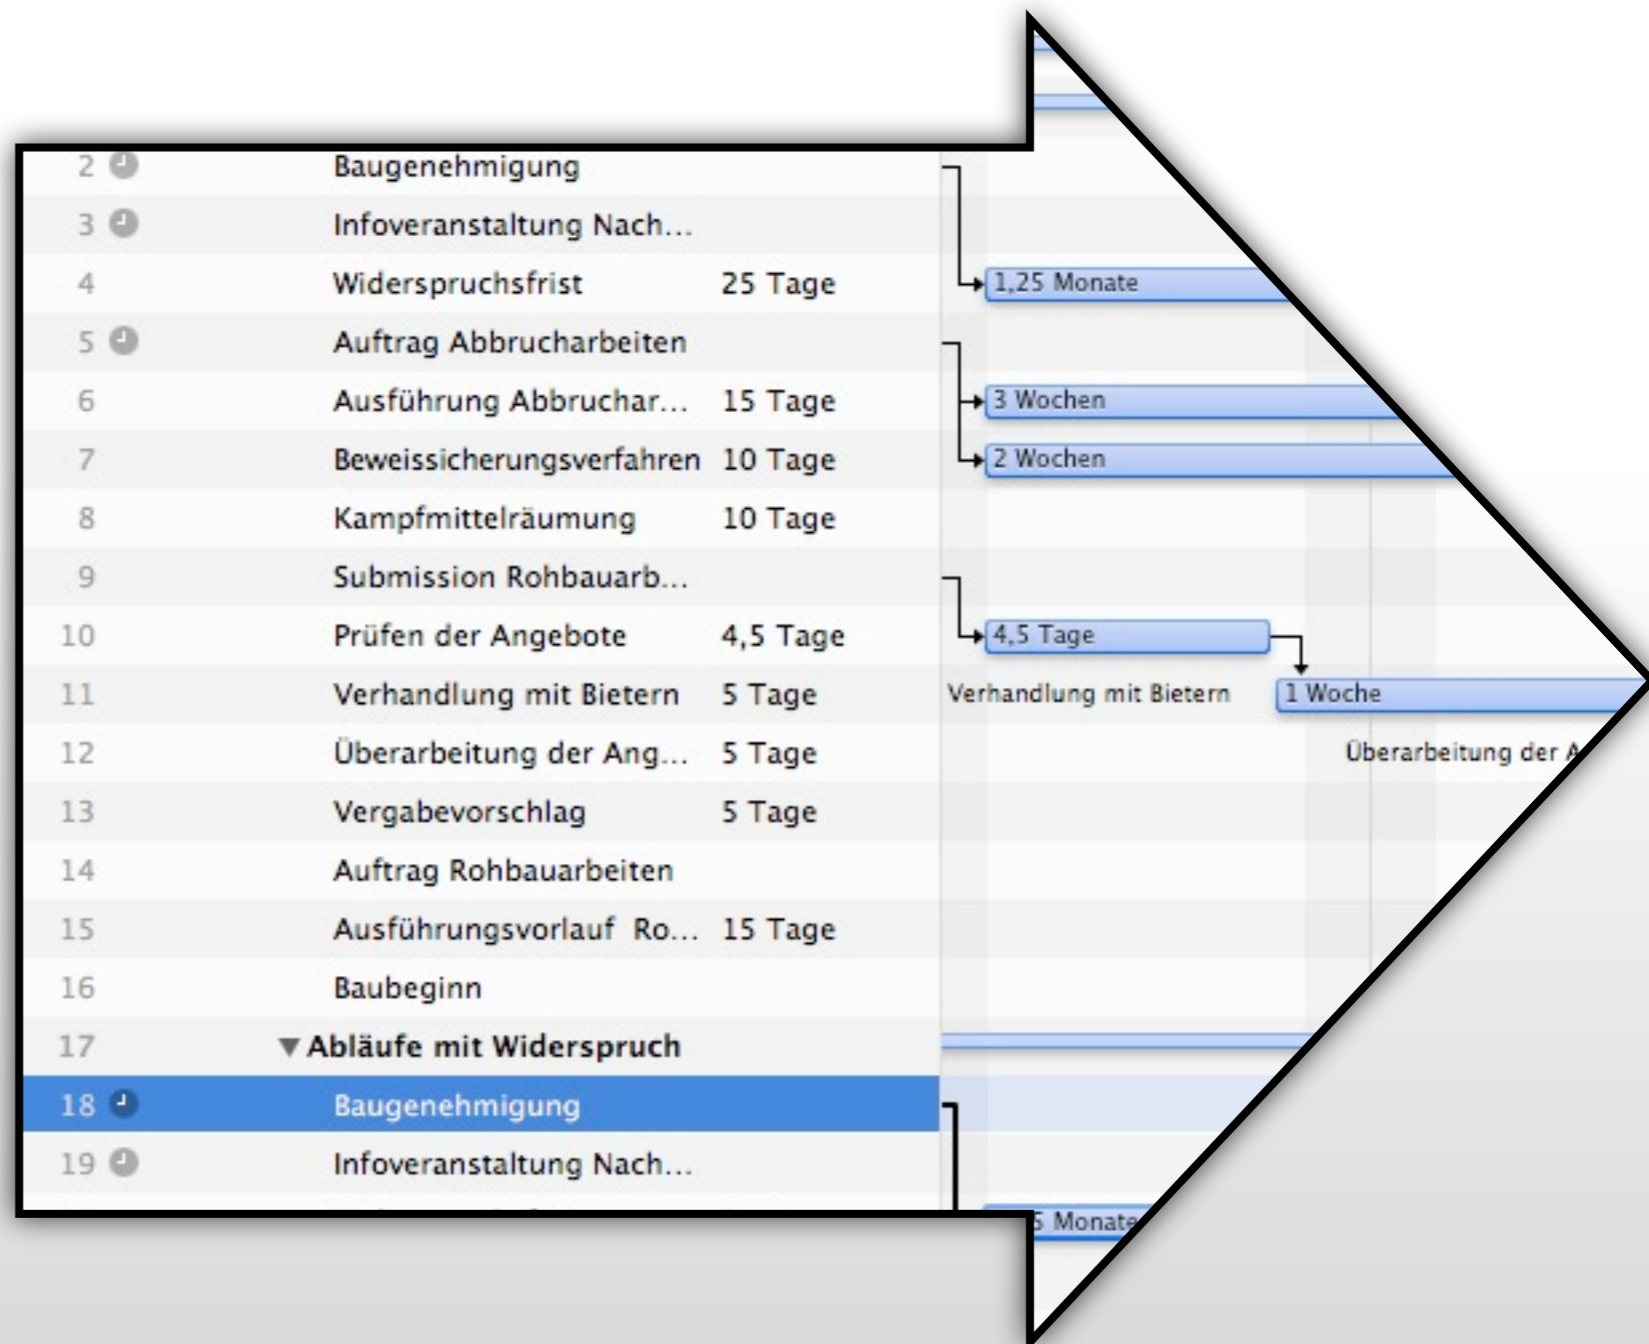 2 Baugenehmigung
3 Infoveranstaltung Nach...
4 Widerspruchsfrist 25 Tage 1,25 Monate
5 Auftrag Abbrucharbeiten
6 Ausführung Abbruchar... 15 Tage 3 Wochen
7 Beweissicherungsverfahren 10 Tage 2 Wochen
8 Kampfmittelräumung 10 Tage
9 Submission Rohbauarb...
10 Prüfen der Angebote 4,5 Tage 4,5 Tage
11 Verhandlung mit Bietern 5 Tage Verhandlung mit Bietern 1 Woche
12 Überarbeitung der Ang... 5 Tage Überarbeitung der A
13 Vergabevorschlag 5 Tage
14 Auftrag Rohbauarbeiten
15 Ausführungsvorlauf Ro... 15 Tage
16 Baubeginn
17 Abläufe mit Widerspruch
18 Baugenehmigung
19 Infoveranstaltung Nach...
5 Monate